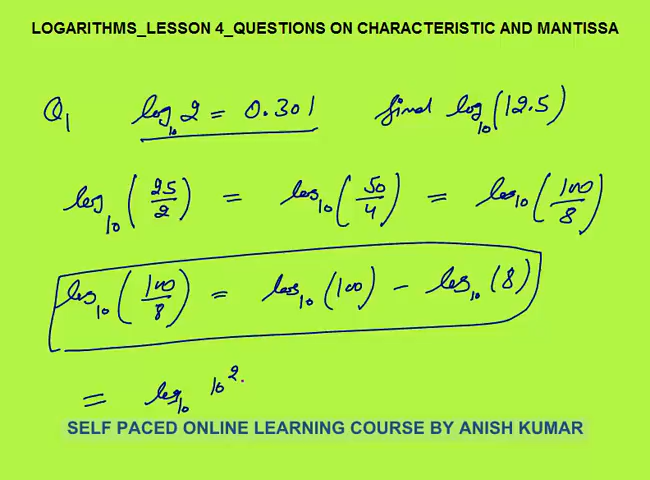 LOGARITHMS_LESSON 4_QUESTIONS ON CHARACTERISTIC AND MANTISSA
Q1 log₁₀ 2 = 0.301 find log₁₀(12.5)
log₁₀(25/2) = log₁₀(50/4) = log₁₀(100/8)
log₁₀(100/8) = log₁₀(100) - log₁₀(8)
= log₁₀ 10²
SELF PACED ONLINE LEARNING COURSE BY ANISH KUMAR